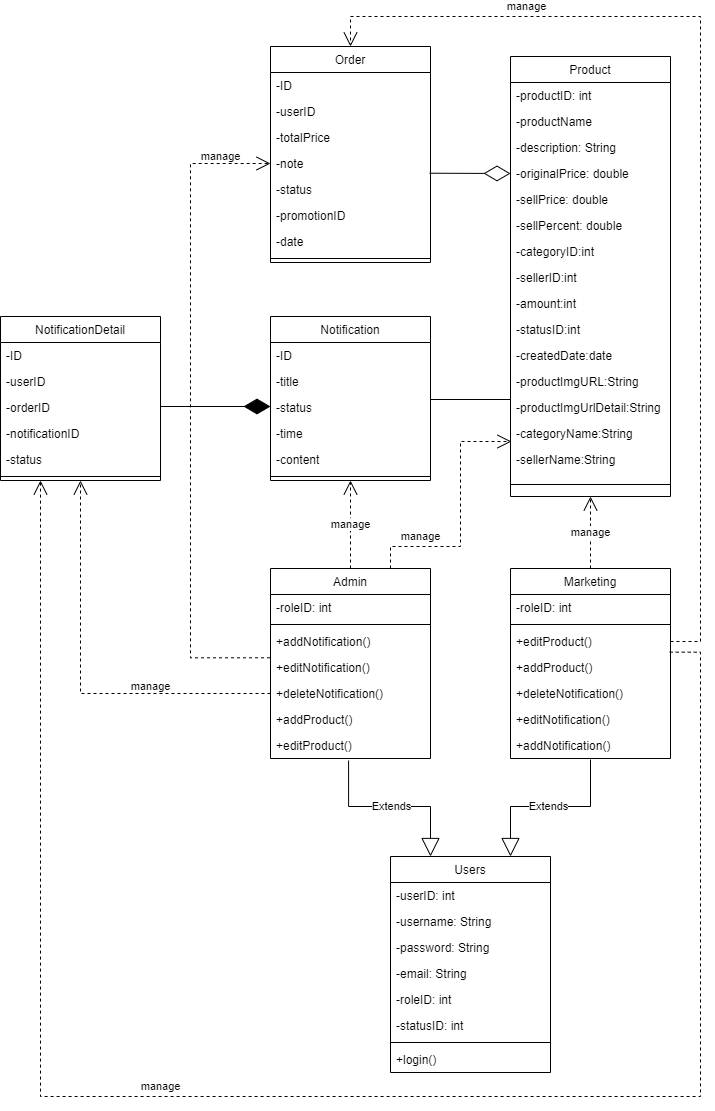 manage
Order
-ID
-userID
-totalPrice
-note
-status
-promotionID
-date
Product
-productID: int
-productName
-description: String
-originalPrice: double
-sellPrice: double
-sellPercent: double
-categoryID:int
-sellerID:int
-amount:int
-statusID:int
-createdDate:date
-productImgURL:String
-productImgUrlDetail:String
-categoryName:String
-sellerName:String
manage
NotificationDetail
-ID
-userID
-orderID
-notificationID
-status
Notification
-ID
-title
-status
-time
-content
manage
manage
manage
Admin
-roleID: int
+addNotification()
+editNotification()
+deleteNotification()
+addProduct()
+editProduct()
Marketing
-roleID: int
+editProduct()
+addProduct()
+deleteNotification()
+editNotification()
+addNotification()
manage
Extends
Extends
Users
-userID: int
-username: String
-password: String
-email: String
-roleID: int
-statusID: int
+login()
manage